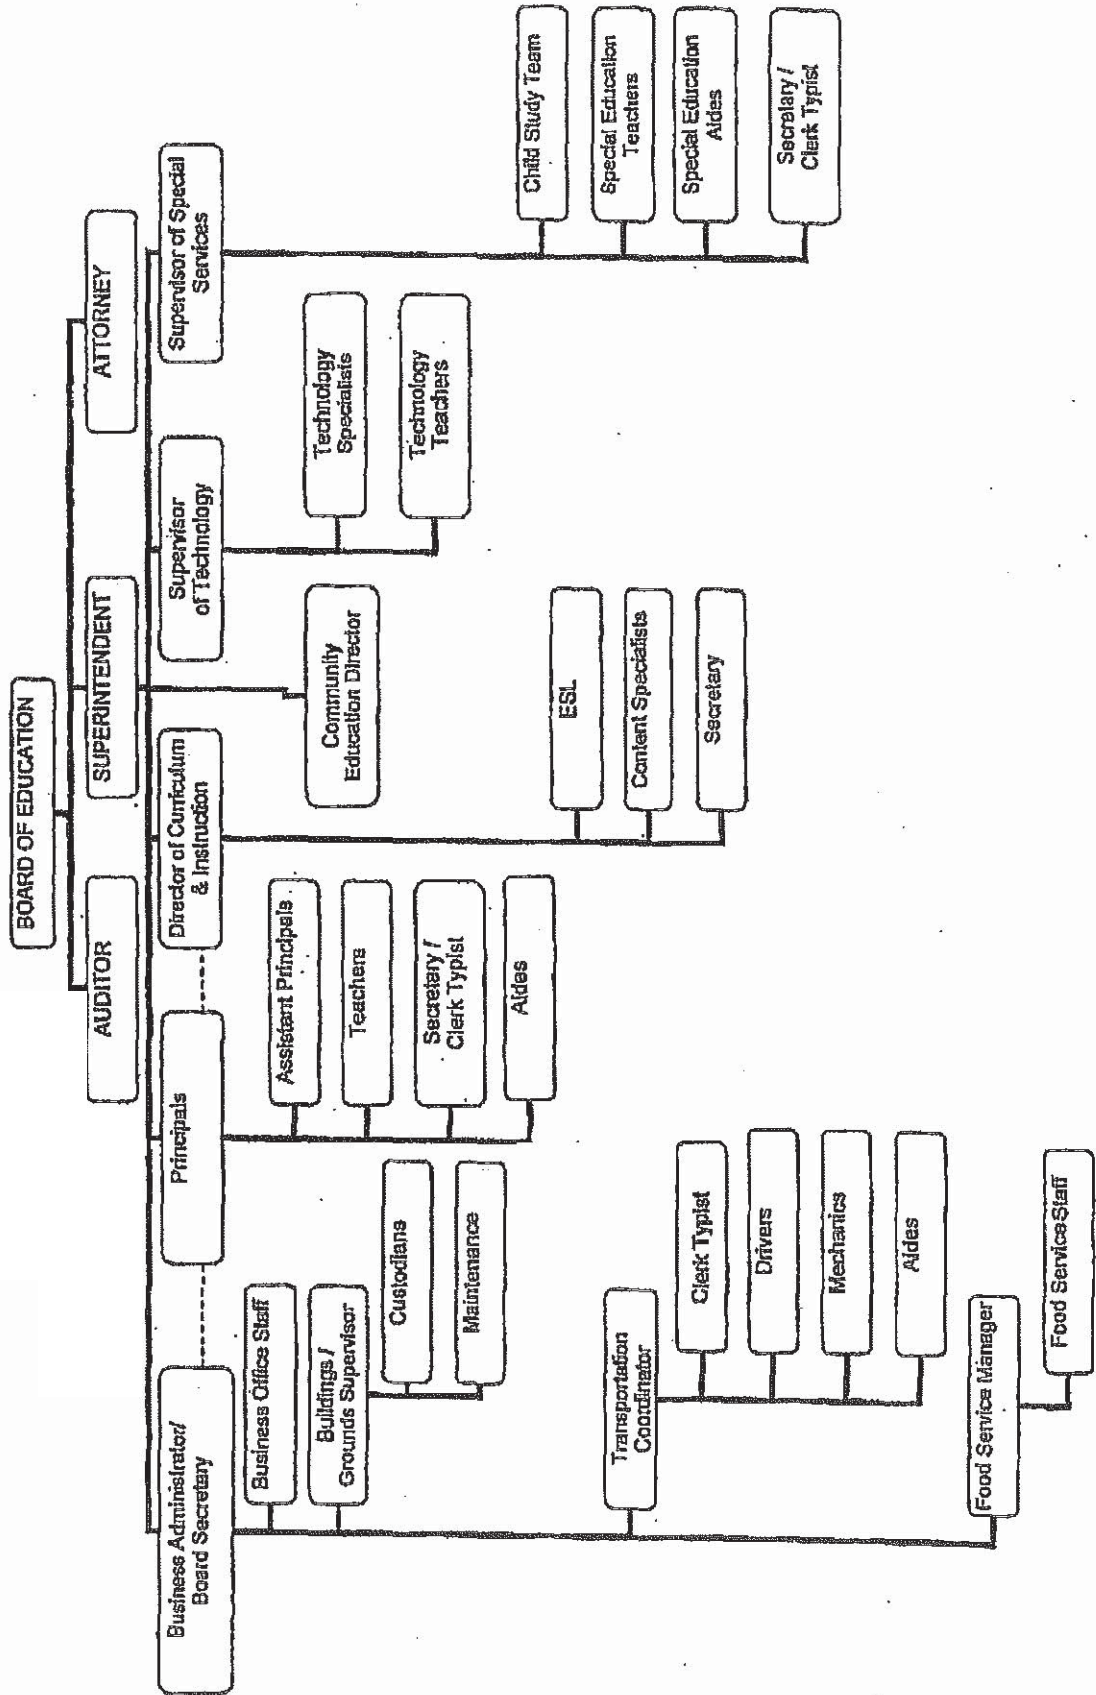 BOARD OF EDUCATION
AUDITOR
SUPERINTENDENT
ATTORNEY
Business Administrator/
Board Secretary
Principals
Director of Curriculum
& Instruction
Supervisor
of Technology
Supervisor of Special
Services
Business Office Staff
Buildings /
Grounds Supervisor
Custodians
Maintenance
Transportation
Coordinator
Clerk Typist
Drivers
Mechanics
Aides
Food Service Manager
Food Service Staff
Assistant Principals
Teachers
Secretary /
Clerk Typist
Aides
ESL
Content Specialists
Secretary
Community
Education Director
Technology
Specialists
Technology
Teachers
Child Study Team
Special Education
Teachers
Special Education
Aides
Secretary /
Clerk Typist